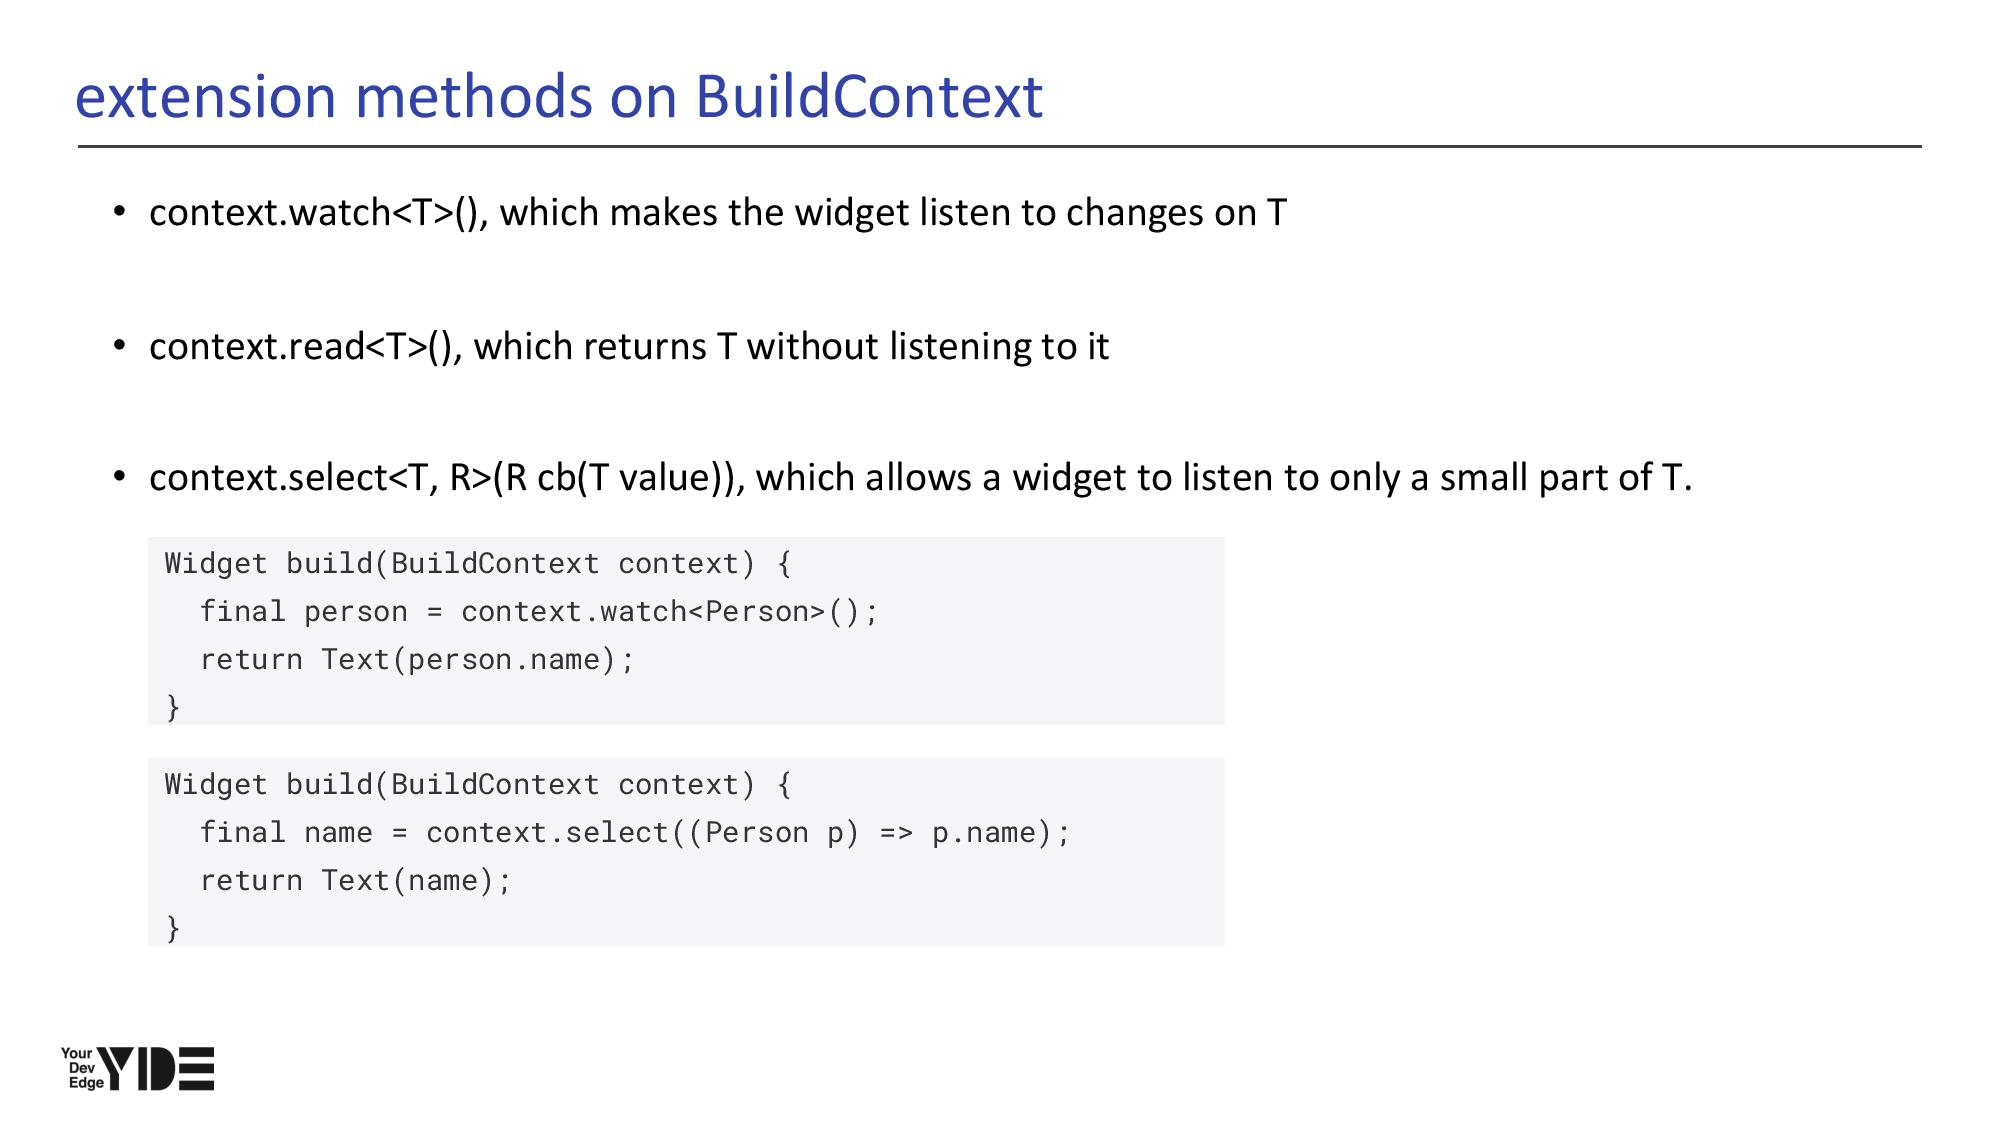 extension methods on BuildContext
• context.watch<T>(), which makes the widget listen to changes on T
• context.read<T>(), which returns T without listening to it
• context.select<T, R>(R cb(T value)), which allows a widget to listen to only a small part of T.
Widget build(BuildContext context) {
  final person = context.watch<Person>();
  return Text(person.name);
}
Widget build(BuildContext context) {
  final name = context.select((Person p) => p.name);
  return Text(name);
}
Your
Dev
Edge
YDE